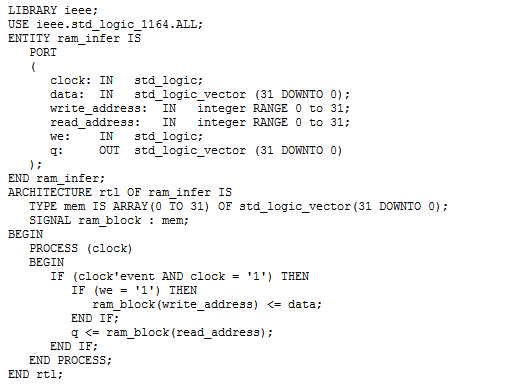 LIBRARY ieee;
USE ieee.std_logic_1164.ALL;
ENTITY ram_infer IS
   PORT
   (
      clock: IN   std_logic;
      data:  IN   std_logic_vector (31 DOWNTO 0);
      write_address:  IN   integer RANGE 0 to 31;
      read_address:   IN   integer RANGE 0 to 31;
      we:    IN   std_logic;
      q:     OUT  std_logic_vector (31 DOWNTO 0)
   );
END ram_infer;
ARCHITECTURE rtl OF ram_infer IS
   TYPE mem IS ARRAY(0 TO 31) OF std_logic_vector(31 DOWNTO 0);
   SIGNAL ram_block : mem;
BEGIN
   PROCESS (clock)
   BEGIN
      IF (clock'event AND clock = '1') THEN
         IF (we = '1') THEN
            ram_block(write_address) <= data;
         END IF;
         q <= ram_block(read_address);
      END IF;
   END PROCESS;
END rtl;